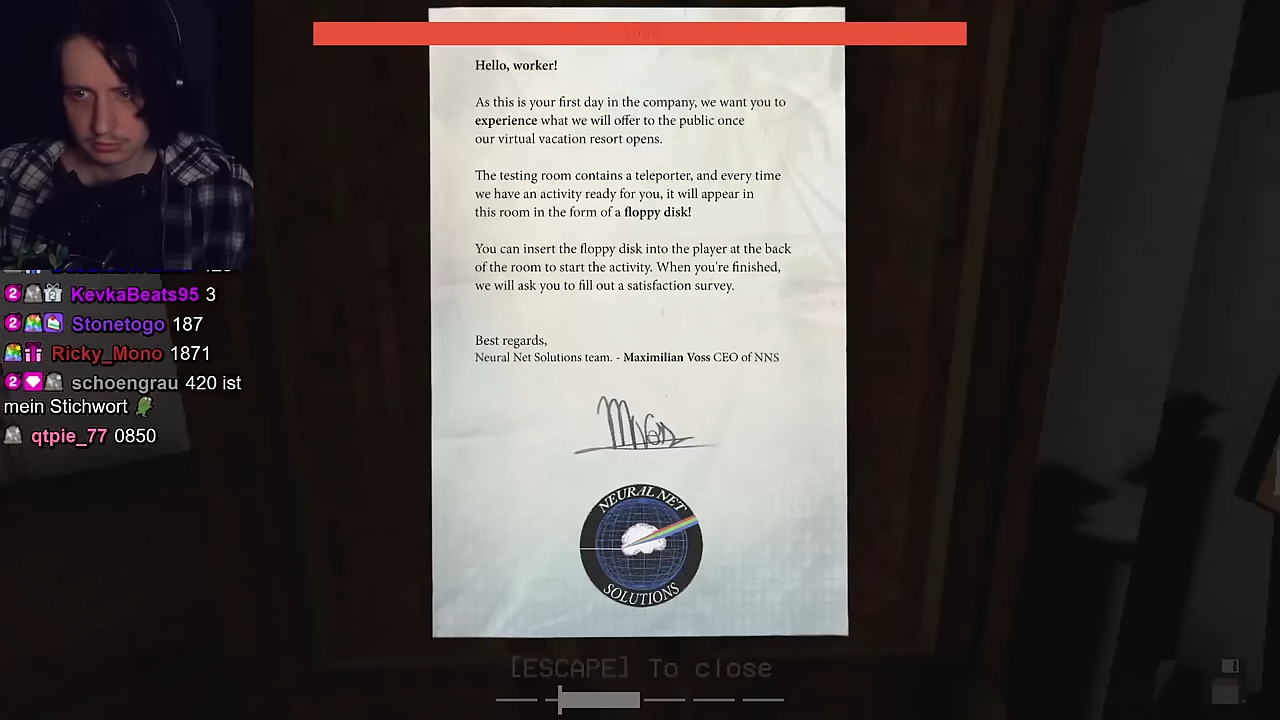 100%
Hello, worker!
As this is your first day in the company, we want you to
experience what we will offer to the public once
our virtual vacation resort opens.
The testing room contains a teleporter, and every time
we have an activity ready for you, it will appear in
this room in the form of a floppy disk!
You can insert the floppy disk into the player at the back
of the room to start the activity. When you're finished,
we will ask you to fill out a satisfaction survey.
Best regards,
Neural Net Solutions team. - Maximilian Voss CEO of NNS
MVoss
NEURAL NET
SOLUTIONS
[ESCAPE] To close
2 KevkaBeats95 3
2 Stonetogo 187
Ricky_Mono 1871
2 schoengrau 420 ist
mein Stichwort
qtpie_77 0850